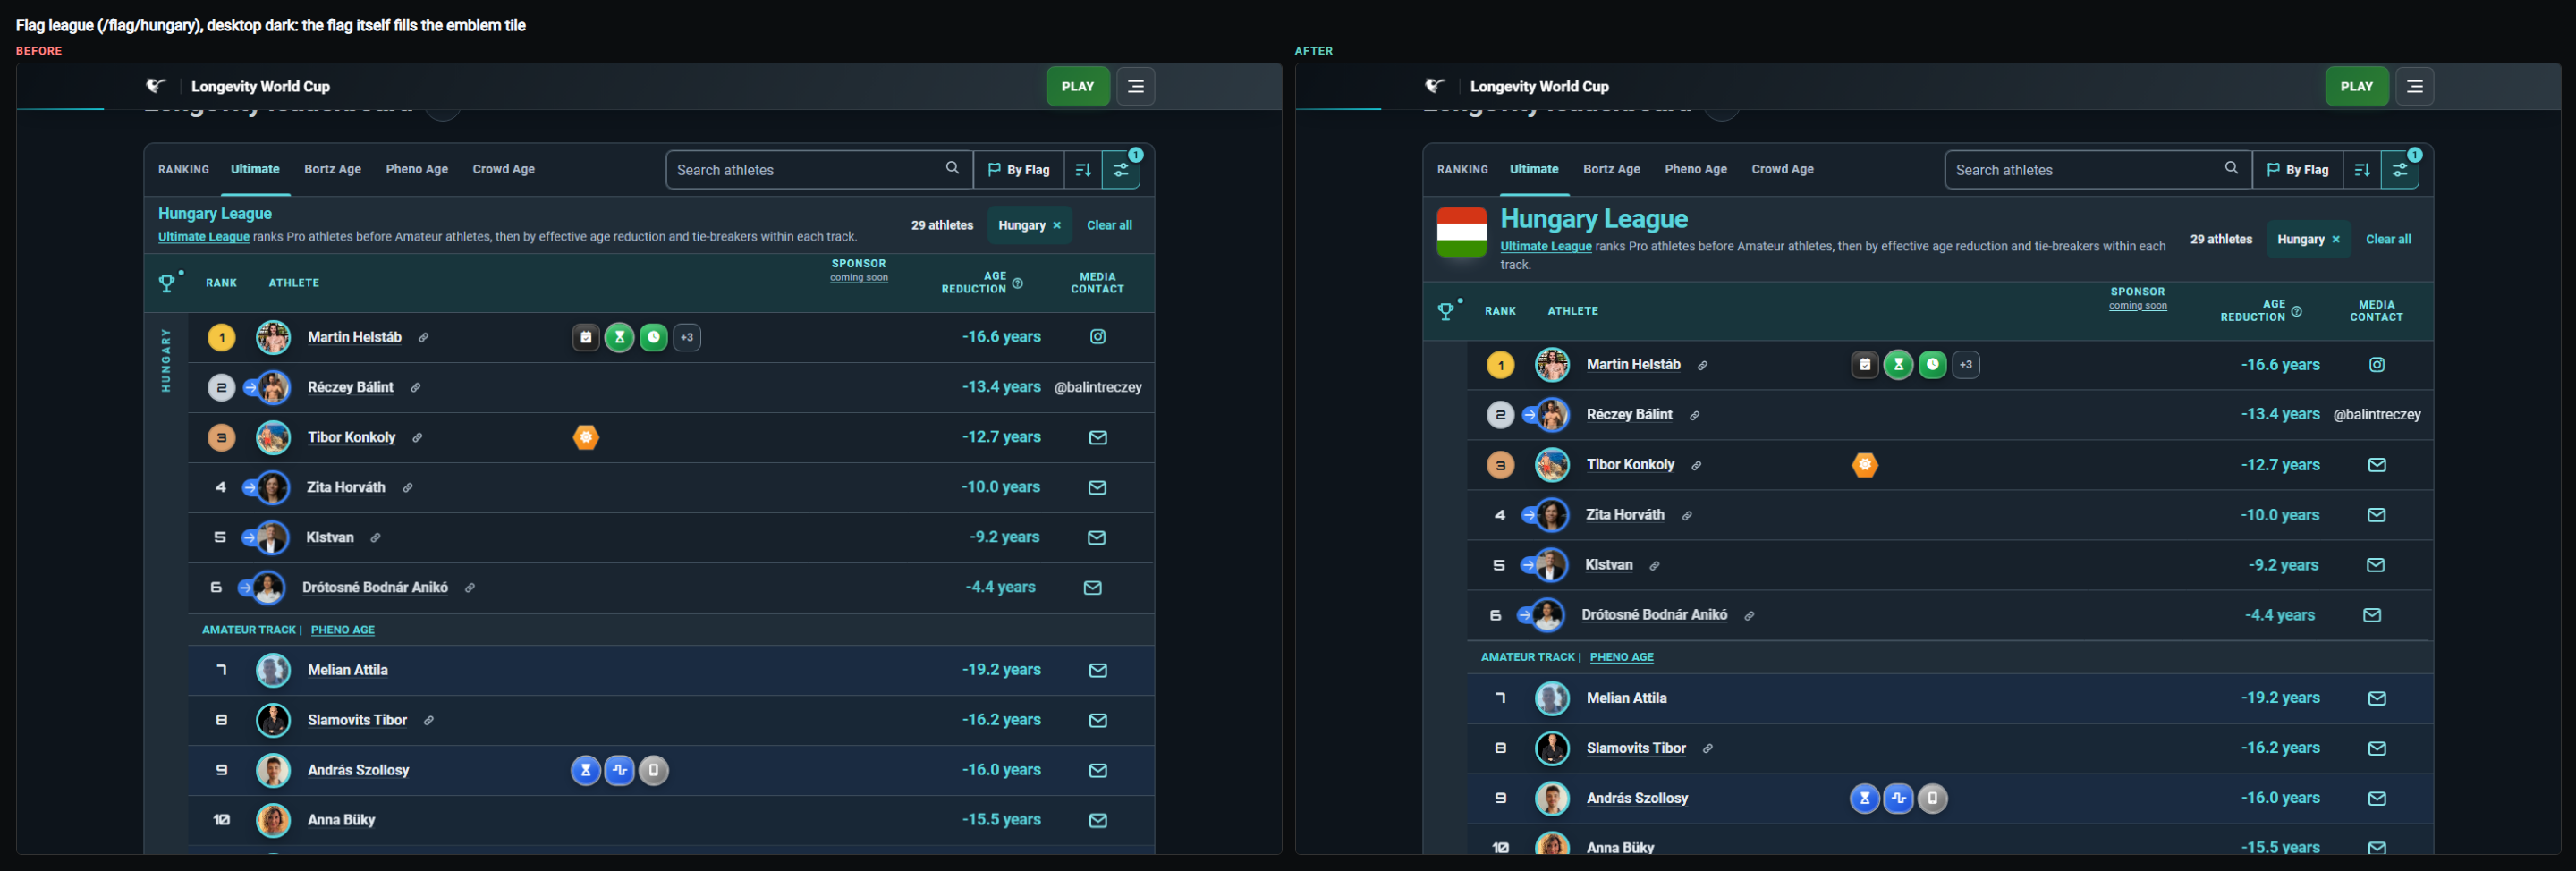 Flag league (/flag/hungary), desktop dark: the flag itself fills the emblem tile
BEFORE
Longevity World Cup
PLAY
RANKING Ultimate Bortz Age Pheno Age Crowd Age
Search athletes
By Flag
1
Hungary League
Ultimate League ranks Pro athletes before Amateur athletes, then by effective age reduction and tie-breakers within each track.
29 athletes Hungary × Clear all
RANK ATHLETE
SPONSOR
coming soon
AGE
REDUCTION
MEDIA
CONTACT
HUNGARY
1 Martin Helstáb +3 -16.6 years
2 Réczey Bálint -13.4 years @balintreczey
3 Tibor Konkoly -12.7 years
4 Zita Horváth -10.0 years
5 KIstvan -9.2 years
6 Drótosné Bodnár Anikó -4.4 years
AMATEUR TRACK | PHENO AGE
7 Melian Attila -19.2 years
8 Slamovits Tibor -16.2 years
9 András Szollosy -16.0 years
10 Anna Büky -15.5 years
AFTER
Longevity World Cup
PLAY
RANKING Ultimate Bortz Age Pheno Age Crowd Age
Search athletes
By Flag
1
Hungary League
Ultimate League ranks Pro athletes before Amateur athletes, then by effective age reduction and tie-breakers within each
track.
29 athletes Hungary × Clear all
RANK ATHLETE
SPONSOR
coming soon
AGE
REDUCTION
MEDIA
CONTACT
1 Martin Helstáb +3 -16.6 years
2 Réczey Bálint -13.4 years @balintreczey
3 Tibor Konkoly -12.7 years
4 Zita Horváth -10.0 years
5 KIstvan -9.2 years
6 Drótosné Bodnár Anikó -4.4 years
AMATEUR TRACK | PHENO AGE
7 Melian Attila -19.2 years
8 Slamovits Tibor -16.2 years
9 András Szollosy -16.0 years
10 Anna Büky -15.5 years